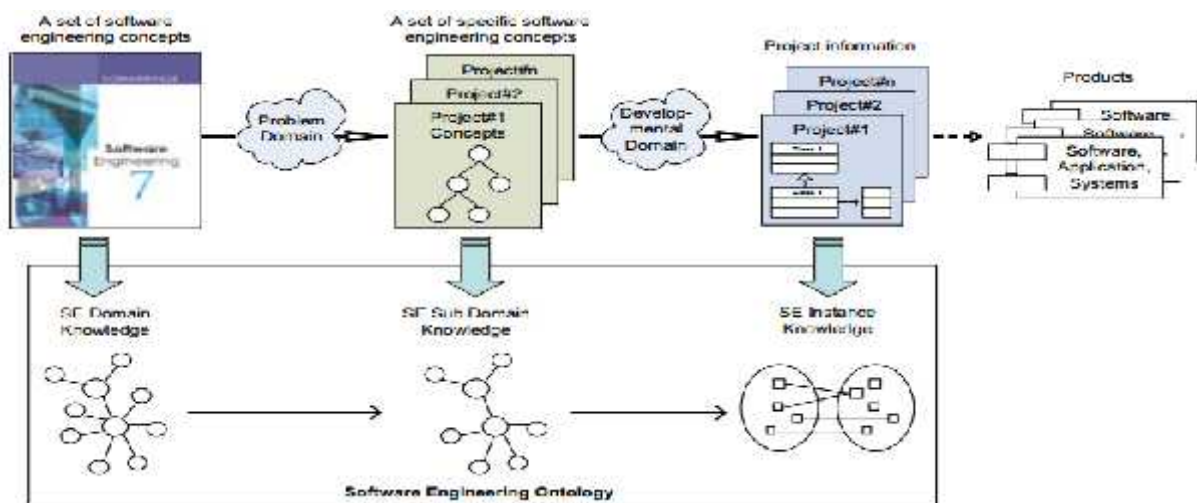 A set of software
engineering concepts
A set of specific software
engineering concepts
Project information
Products
Software
Engineering
7
Problem
Domain
Project#n
Project#2
Project#1
Concepts
Develop-
mental
Domain
Project#n
Project#2
Project#1
Software,
Software,
Software,
Application,
Systems
SE Domain
Knowledge
SE Sub Domain
Knowledge
SE Instance
Knowledge
Software Engineering Ontology